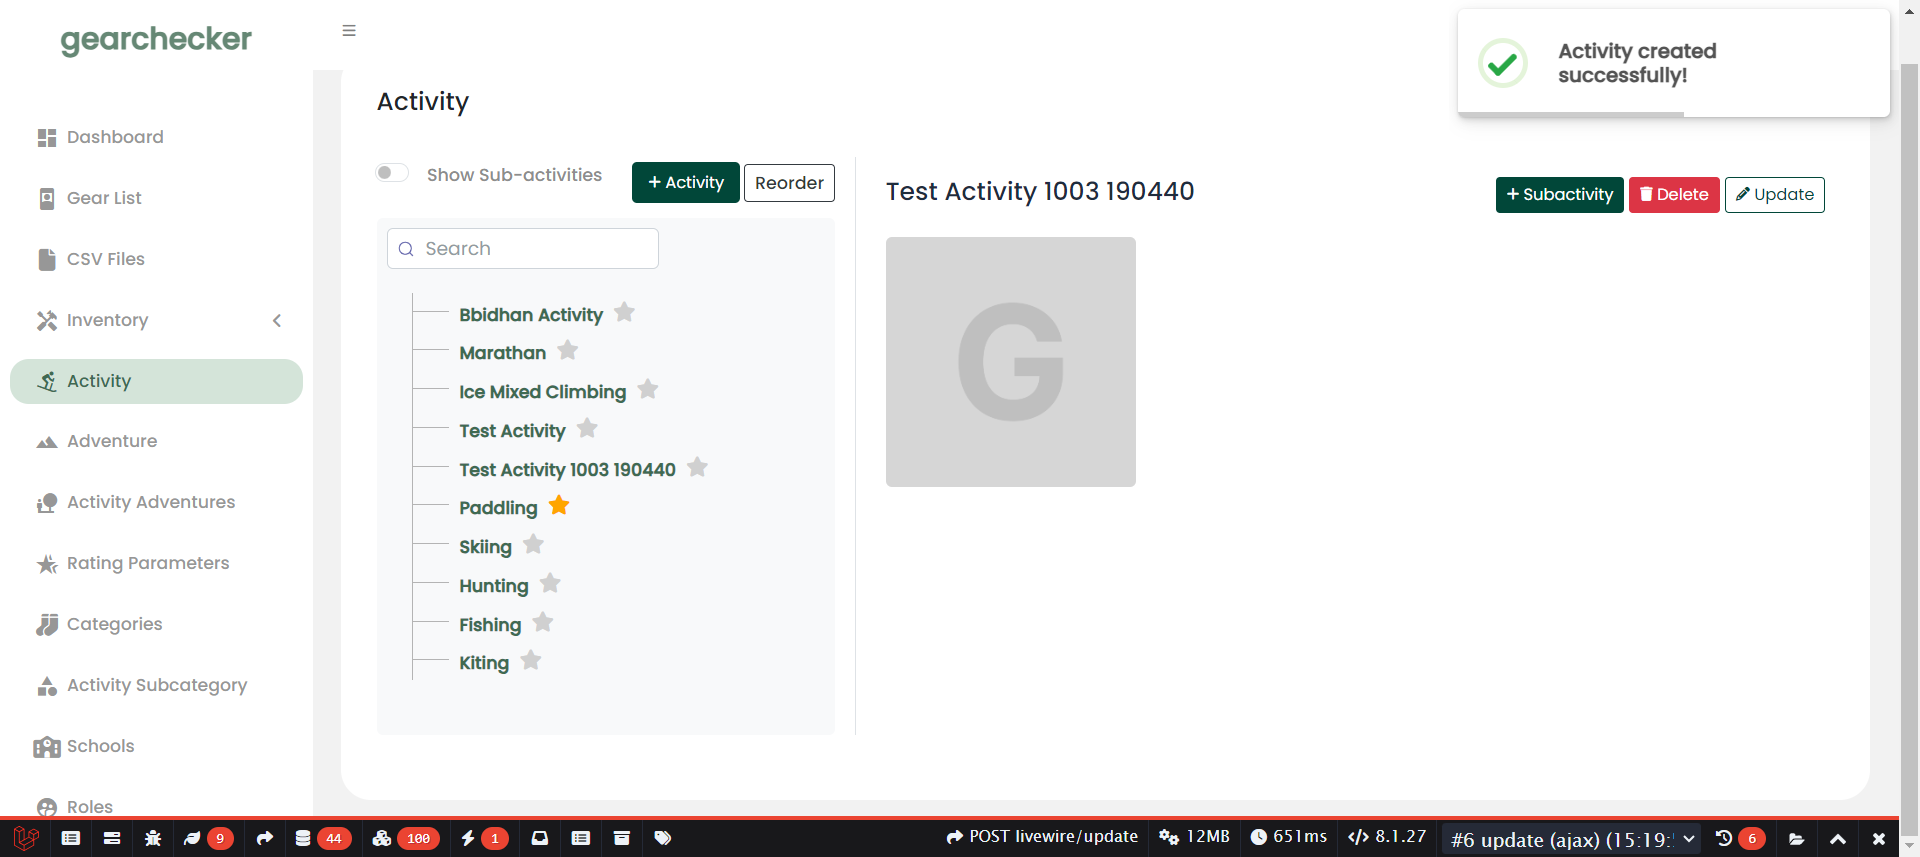 gearchecker
Activity created
successfully!
Dashboard
Gear List
CSV Files
Inventory
Activity
Adventure
Activity Adventures
Rating Parameters
Categories
Activity Subcategory
Schools
Roles
Activity
Show Sub-activities
+ Activity
Reorder
Search
Bbidhan Activity
Marathan
Ice Mixed Climbing
Test Activity
Test Activity 1003 190440
Paddling
Skiing
Hunting
Fishing
Kiting
Test Activity 1003 190440
+ Subactivity
Delete
Update
G
9 44 100 1 POST livewire/update 12MB 651ms 8.1.27 #6 update (ajax) (15:19: 6